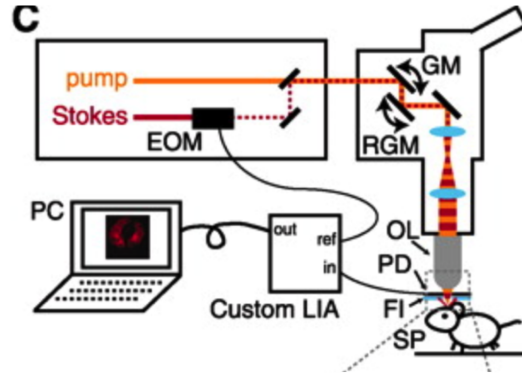 C
pump
GM
Stokes
EOM
RGM
PC
out
ref
OL
in
PD
Custom LIA
FI
SP